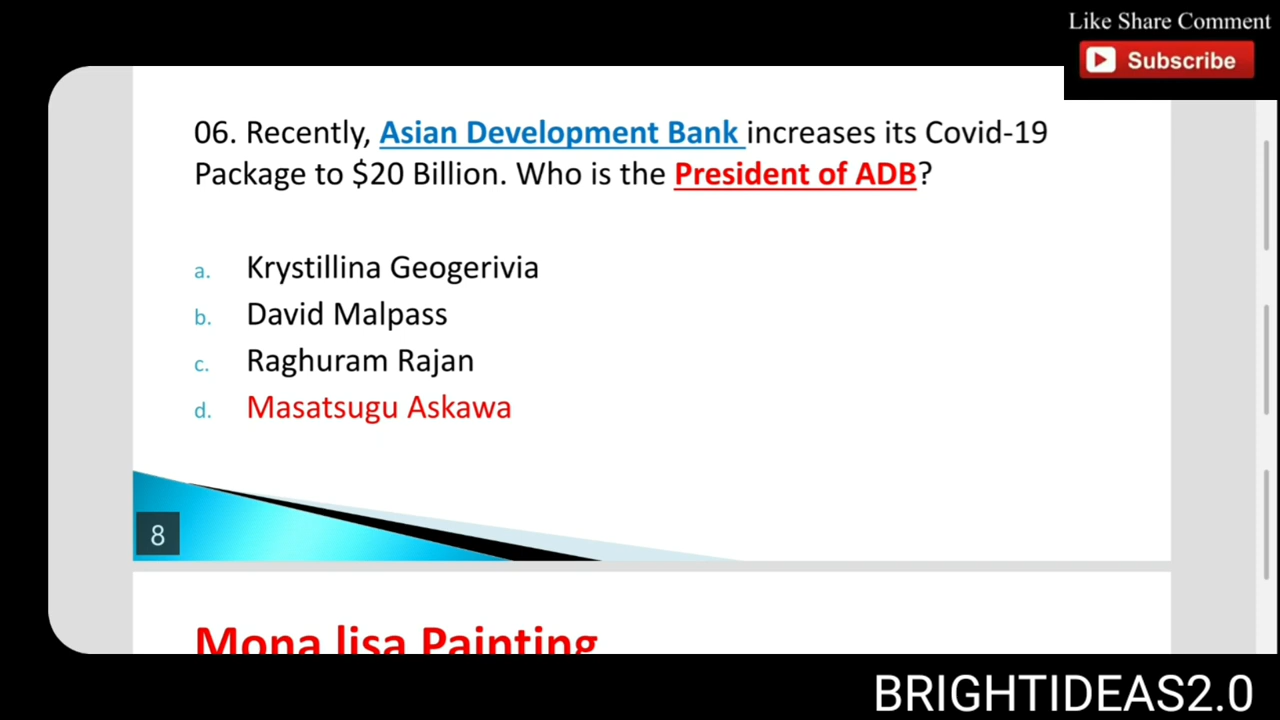 Like Share Comment
Subscribe
06. Recently, Asian Development Bank increases its Covid-19
Package to $20 Billion. Who is the President of ADB?
a. Krystillina Geogerivia
b. David Malpass
c. Raghuram Rajan
d. Masatsugu Askawa
8
Mona lisa Painting
BRIGHTIDEAS2.0